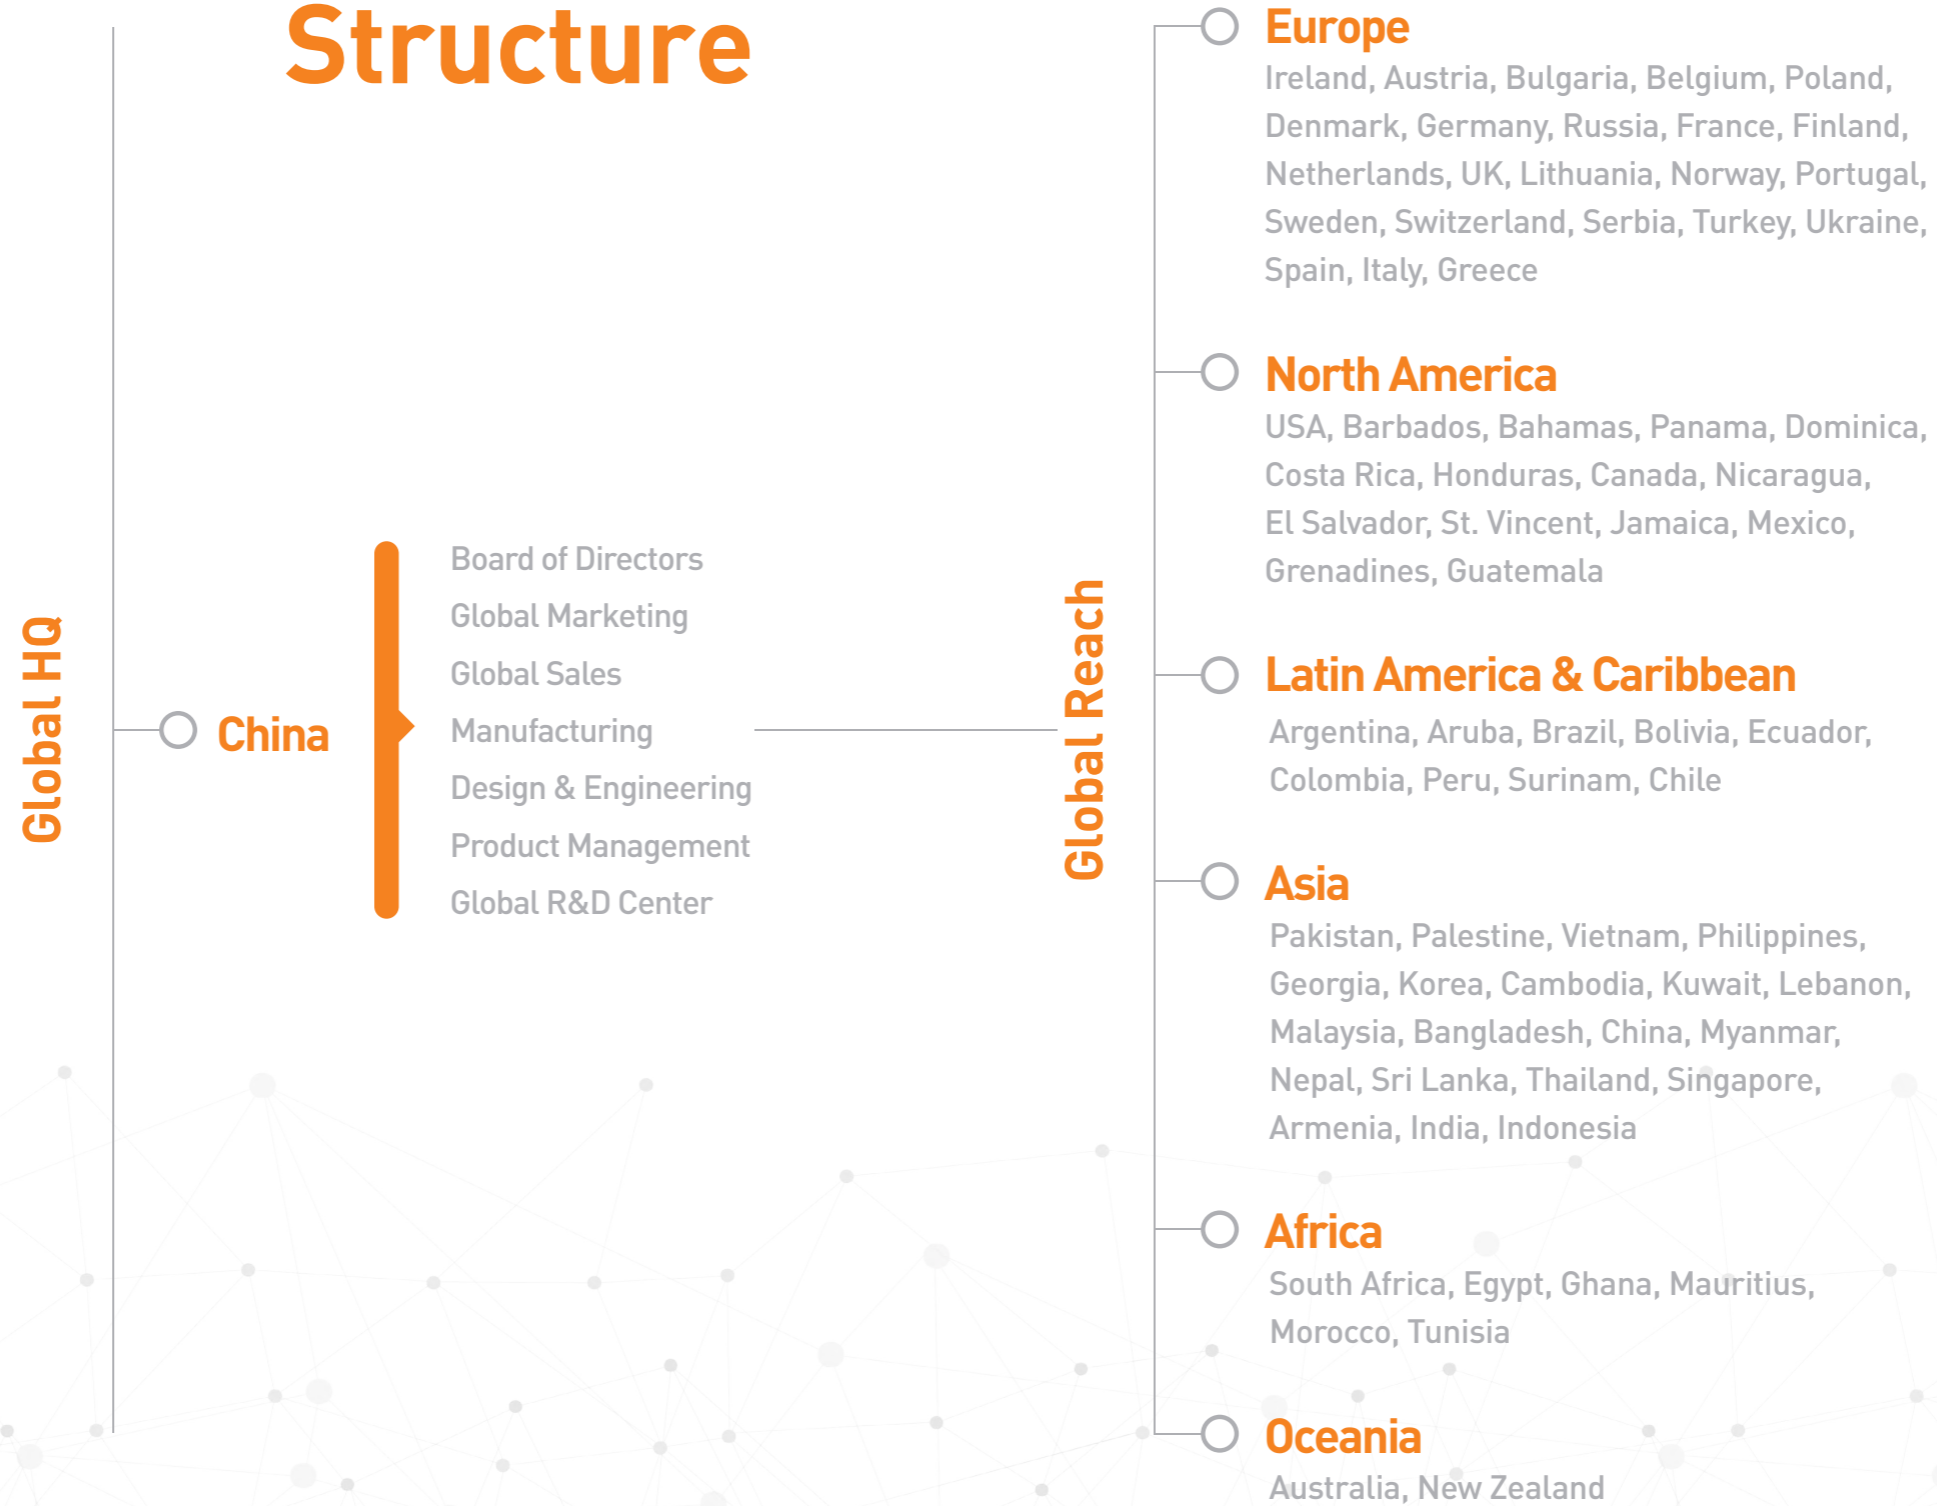 Structure
Global HQ
China
Board of Directors
Global Marketing
Global Sales
Manufacturing
Design & Engineering
Product Management
Global R&D Center
Global Reach
Europe
Ireland, Austria, Bulgaria, Belgium, Poland,
Denmark, Germany, Russia, France, Finland,
Netherlands, UK, Lithuania, Norway, Portugal,
Sweden, Switzerland, Serbia, Turkey, Ukraine,
Spain, Italy, Greece
North America
USA, Barbados, Bahamas, Panama, Dominica,
Costa Rica, Honduras, Canada, Nicaragua,
El Salvador, St. Vincent, Jamaica, Mexico,
Grenadines, Guatemala
Latin America & Caribbean
Argentina, Aruba, Brazil, Bolivia, Ecuador,
Colombia, Peru, Surinam, Chile
Asia
Pakistan, Palestine, Vietnam, Philippines,
Georgia, Korea, Cambodia, Kuwait, Lebanon,
Malaysia, Bangladesh, China, Myanmar,
Nepal, Sri Lanka, Thailand, Singapore,
Armenia, India, Indonesia
Africa
South Africa, Egypt, Ghana, Mauritius,
Morocco, Tunisia
Oceania
Australia, New Zealand